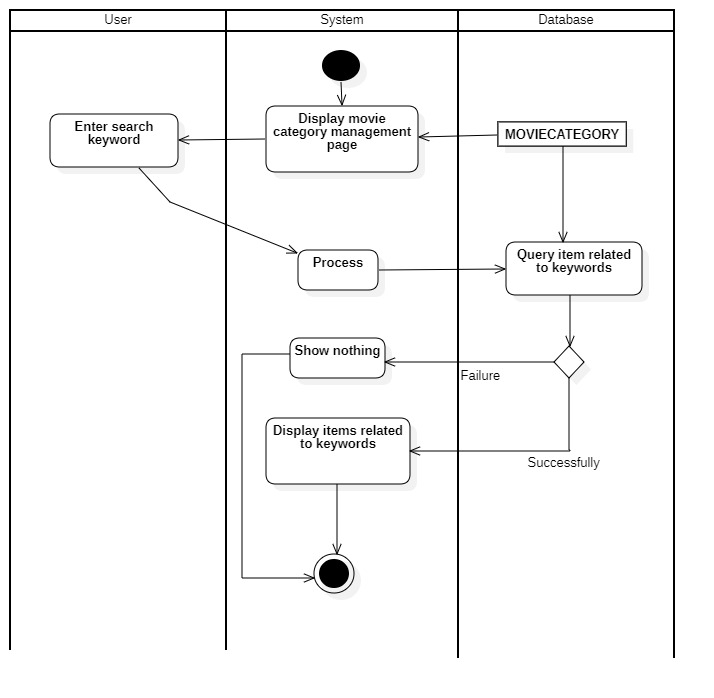 User
System
Database
Display movie
category management
page
Enter search
keyword
MOVIECATEGORY
Process
Query item related
to keywords
Show nothing
Failure
Display items related
to keywords
Successfully